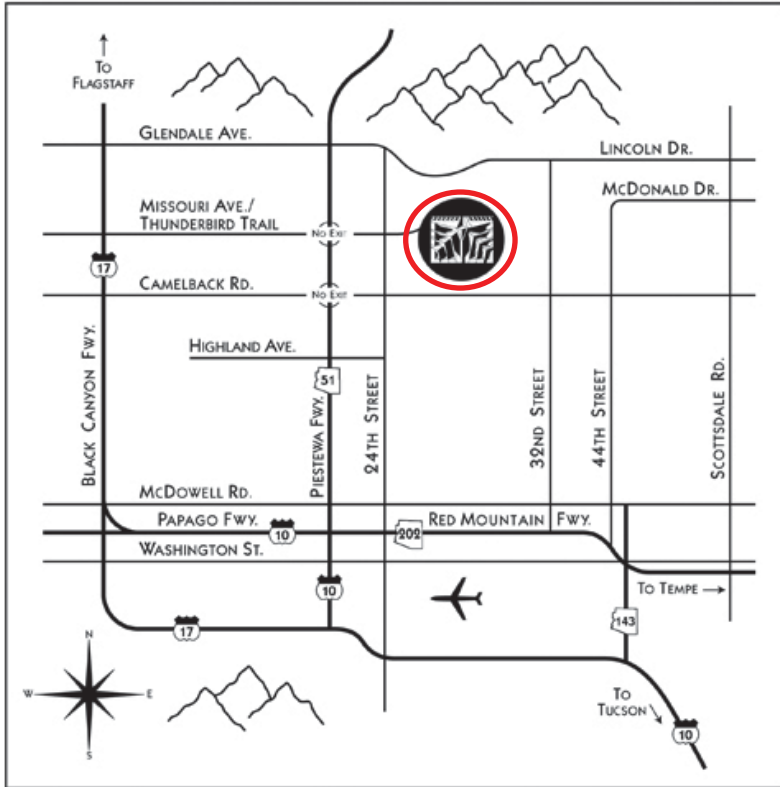 TO
FLAGSTAFF
GLENDALE AVE.
LINCOLN DR.
MCDONALD DR.
MISSOURI AVE./
THUNDERBIRD TRAIL
NO EXIT
17
CAMELBACK RD.
NO EXIT
HIGHLAND AVE.
51
BLACK CANYON FWY.
PIESTEWA FWY.
24TH STREET
32ND STREET
44TH STREET
SCOTTSDALE RD.
MCDOWELL RD.
PAPAGO FWY.
10
202
RED MOUNTAIN FWY.
WASHINGTON ST.
10
TO TEMPE
17
143
N
W
E
S
TO
TUCSON
10